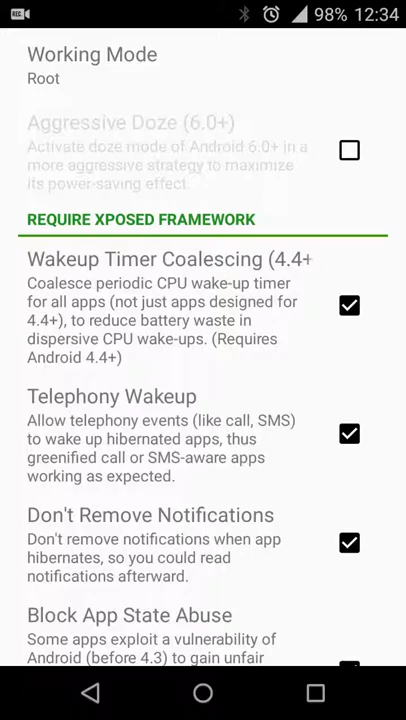 REC
98% 12:34
Working Mode
Root
Aggressive Doze (6.0+)
Activate doze mode of Android 6.0+ in a
more aggressive strategy to maximize
its power-saving effect.
REQUIRE XPOSED FRAMEWORK
Wakeup Timer Coalescing (4.4+
Coalesce periodic CPU wake-up timer
for all apps (not just apps designed for
4.4+), to reduce battery waste in
dispersive CPU wake-ups. (Requires
Android 4.4+)
Telephony Wakeup
Allow telephony events (like call, SMS)
to wake up hibernated apps, thus
greenified call or SMS-aware apps
working as expected.
Don't Remove Notifications
Don't remove notifications when app
hibernates, so you could read
notifications afterward.
Block App State Abuse
Some apps exploit a vulnerability of
Android (before 4.3) to gain unfair